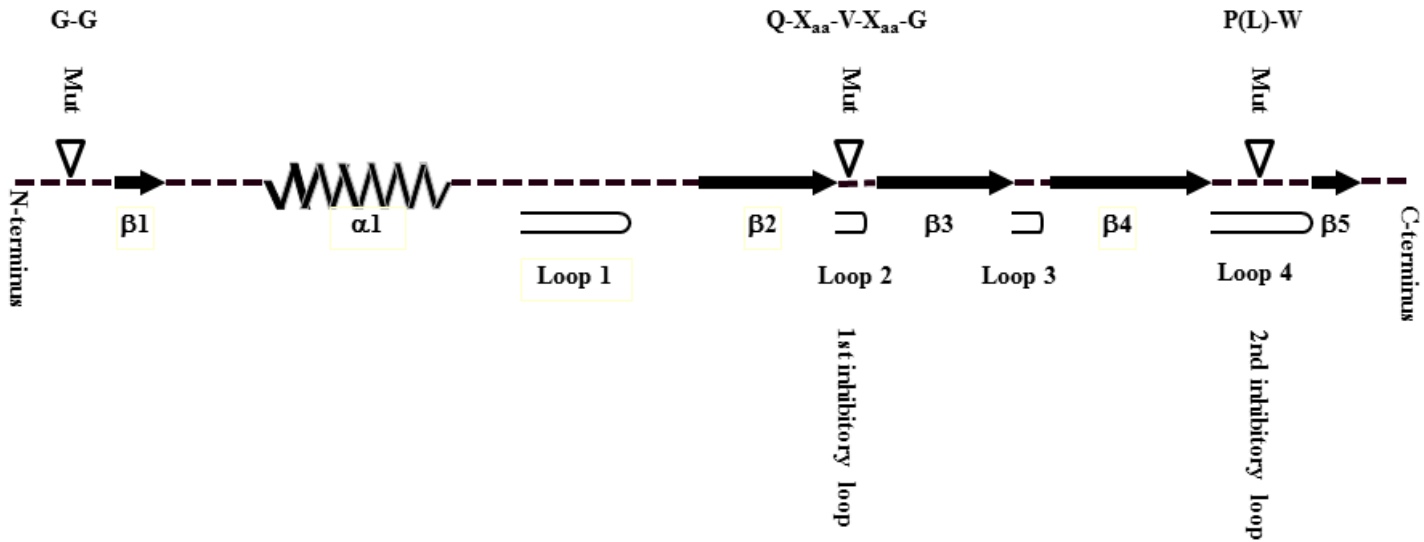 G-G Q-Xaa-V-Xaa-G P(L)-W
Mut Mut Mut
N-terminus
C-terminus
β1 α1 β2 β3 β4 β5
Loop 1 Loop 2 Loop 3 Loop 4
1st inhibitory loop
2nd inhibitory loop